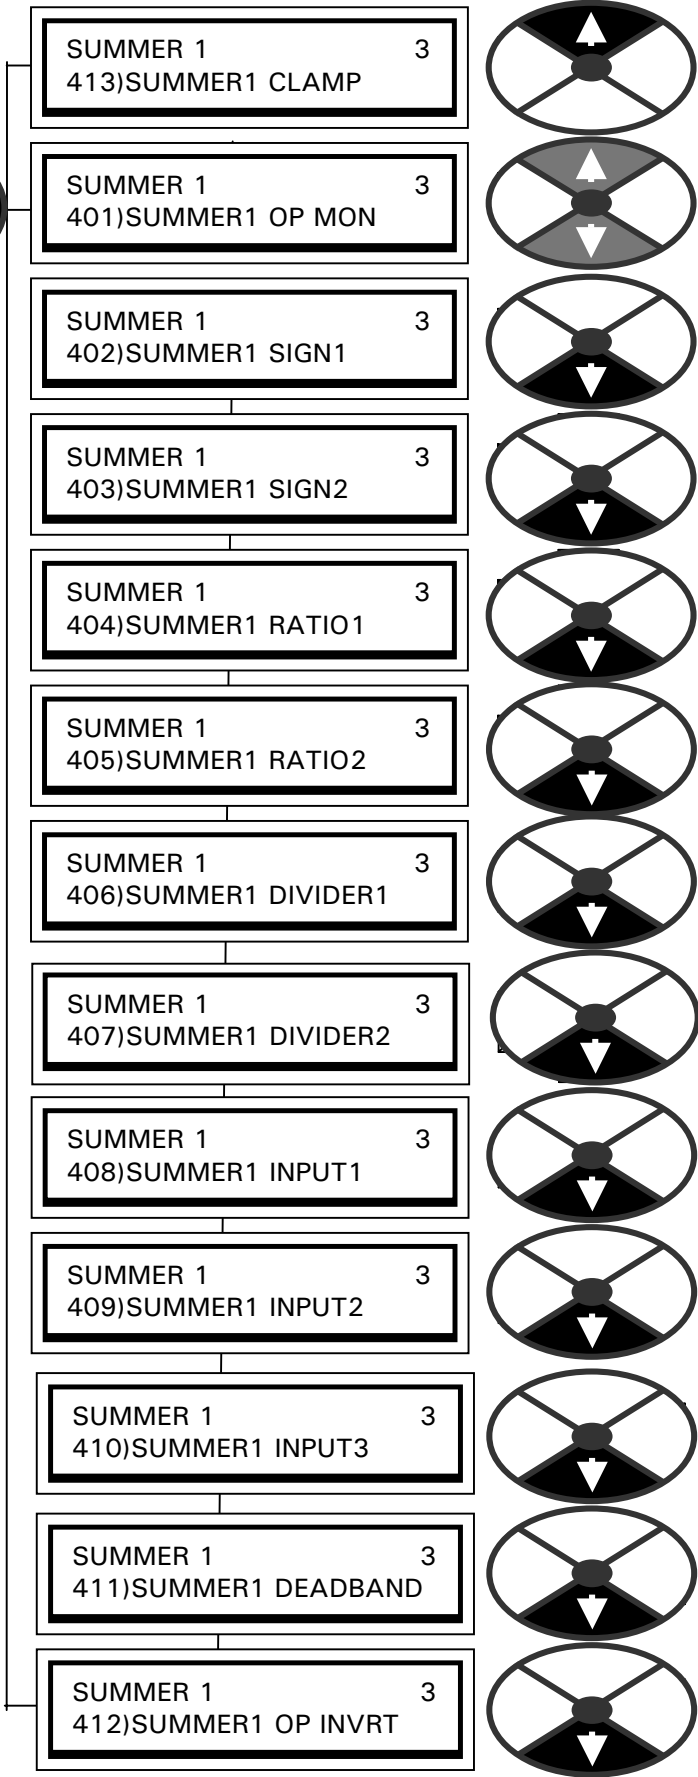 SUMMER 1 3
413)SUMMER1 CLAMP
SUMMER 1 3
401)SUMMER1 OP MON
SUMMER 1 3
402)SUMMER1 SIGN1
SUMMER 1 3
403)SUMMER1 SIGN2
SUMMER 1 3
404)SUMMER1 RATIO1
SUMMER 1 3
405)SUMMER1 RATIO2
SUMMER 1 3
406)SUMMER1 DIVIDER1
SUMMER 1 3
407)SUMMER1 DIVIDER2
SUMMER 1 3
408)SUMMER1 INPUT1
SUMMER 1 3
409)SUMMER1 INPUT2
SUMMER 1 3
410)SUMMER1 INPUT3
SUMMER 1 3
411)SUMMER1 DEADBAND
SUMMER 1 3
412)SUMMER1 OP INVRT